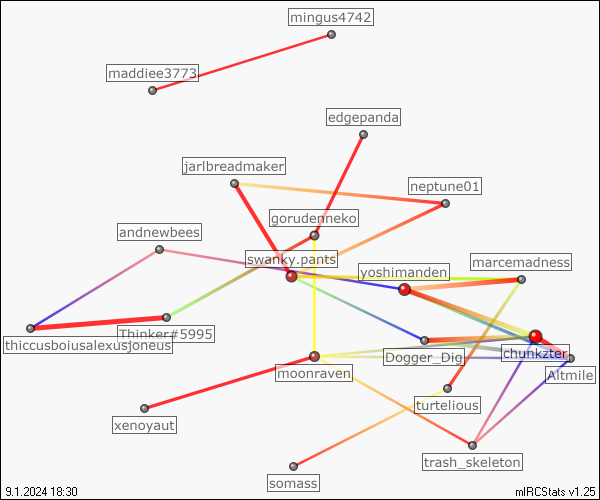 mingus4742
maddiee3773
edgepanda
jarlbreadmaker
neptune01
gorudenneko
andnewbees
swanky.pants
yoshimanden
marcemadness
Thinker#5995
thiccusboiusalexusjoneus
Dogger_Dig
chunkzter
Altmile
moonraven
turtelious
xenoyaut
trash_skeleton
somass
9.1.2024 18:30
mIRCStats v1.25